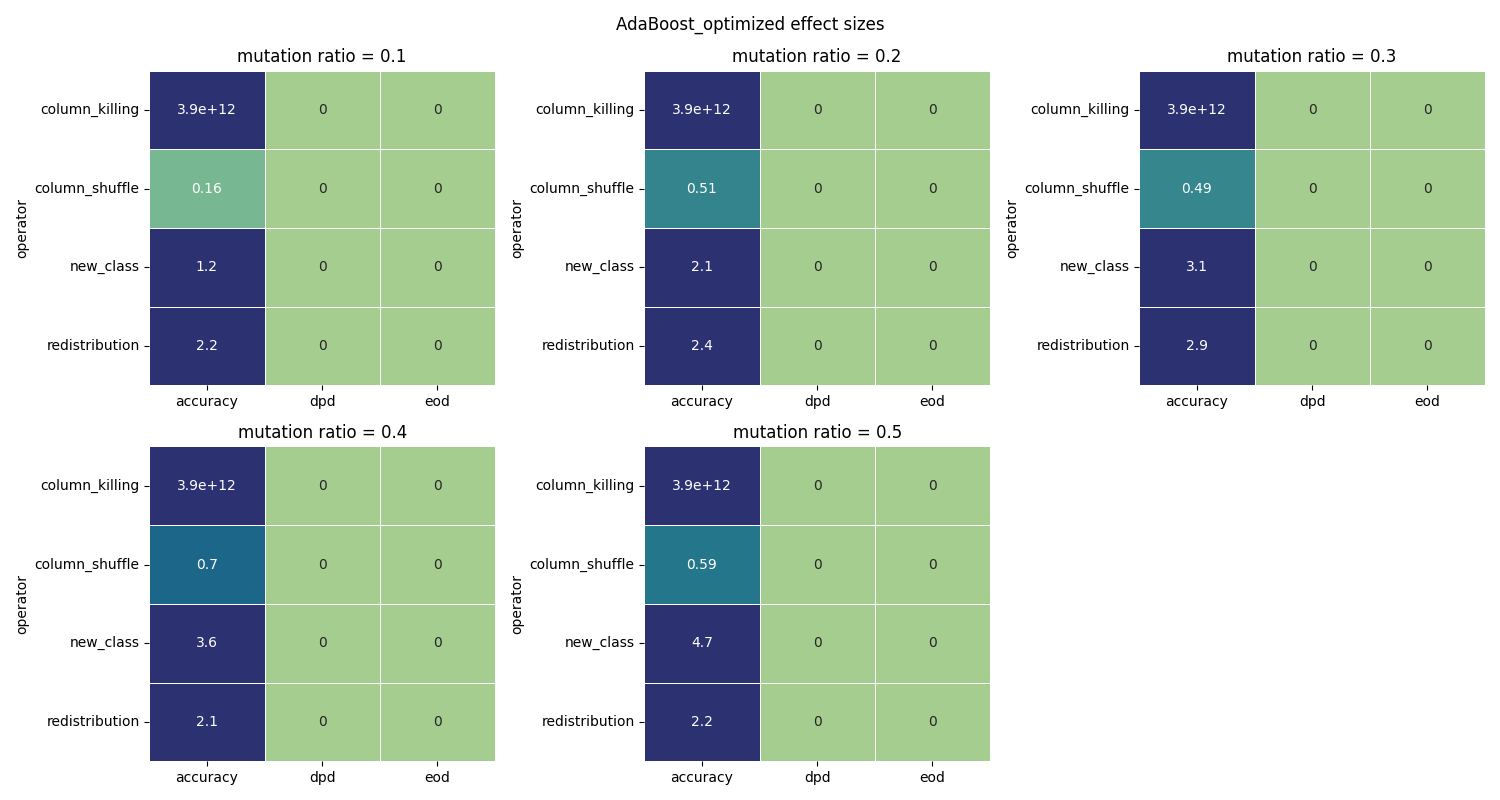 AdaBoost_optimized effect sizes
mutation ratio = 0.1
column_killing 3.9e+12 0 0
column_shuffle 0.16 0 0
new_class 1.2 0 0
redistribution 2.2 0 0
operator
accuracy dpd eod
mutation ratio = 0.2
column_killing 3.9e+12 0 0
column_shuffle 0.51 0 0
new_class 2.1 0 0
redistribution 2.4 0 0
operator
accuracy dpd eod
mutation ratio = 0.3
column_killing 3.9e+12 0 0
column_shuffle 0.49 0 0
new_class 3.1 0 0
redistribution 2.9 0 0
operator
accuracy dpd eod
mutation ratio = 0.4
column_killing 3.9e+12 0 0
column_shuffle 0.7 0 0
new_class 3.6 0 0
redistribution 2.1 0 0
operator
accuracy dpd eod
mutation ratio = 0.5
column_killing 3.9e+12 0 0
column_shuffle 0.59 0 0
new_class 4.7 0 0
redistribution 2.2 0 0
operator
accuracy dpd eod